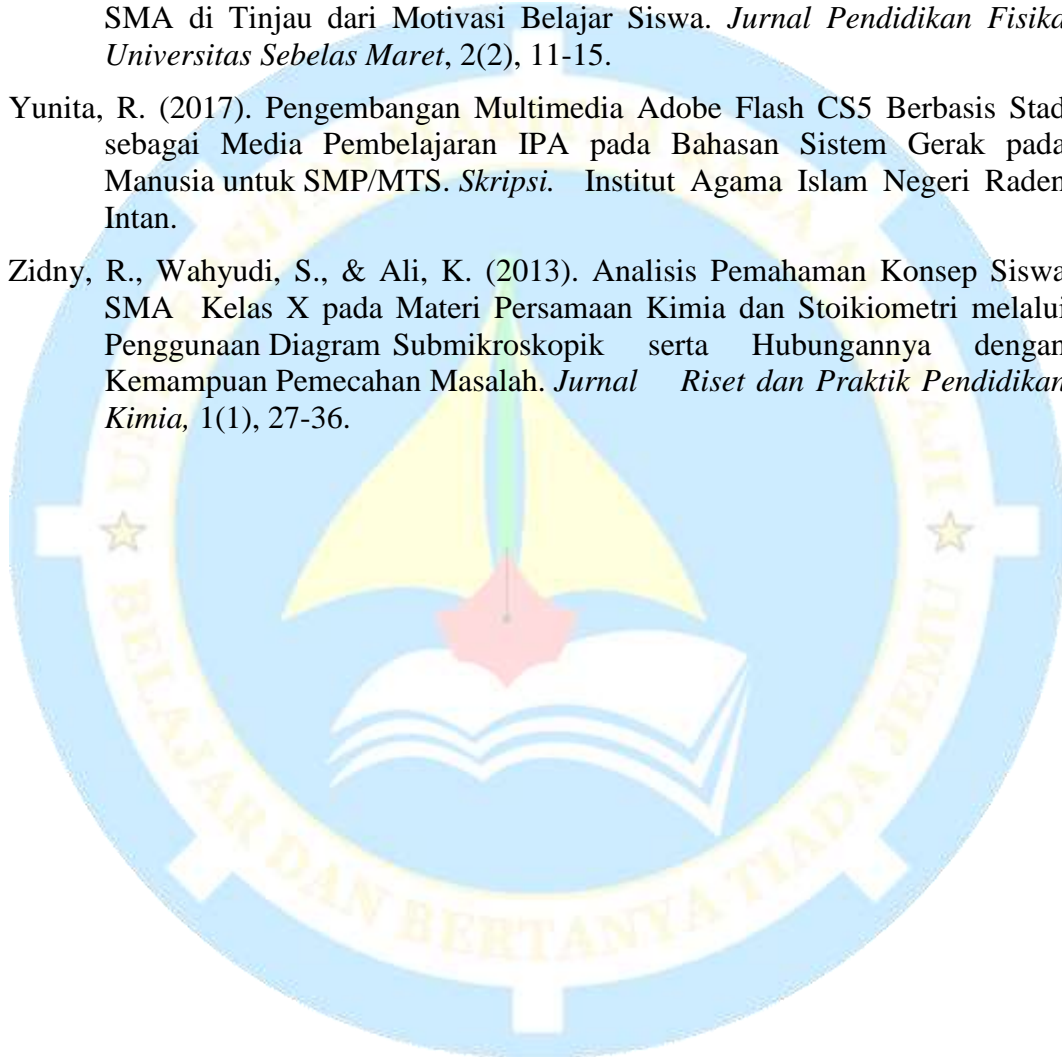 SMA di Tinjau dari Motivasi Belajar Siswa. Jurnal Pendidikan Fisika
Universitas Sebelas Maret, 2(2), 11-15.
Yunita, R. (2017). Pengembangan Multimedia Adobe Flash CS5 Berbasis Stad
sebagai Media Pembelajaran IPA pada Bahasan Sistem Gerak pada
Manusia untuk SMP/MTS. Skripsi. Institut Agama Islam Negeri Raden
Intan.
Zidny, R., Wahyudi, S., & Ali, K. (2013). Analisis Pemahaman Konsep Siswa
SMA Kelas X pada Materi Persamaan Kimia dan Stoikiometri melalui
Penggunaan Diagram Submikroskopik serta Hubungannya dengan
Kemampuan Pemecahan Masalah. Jurnal Riset dan Praktik Pendidikan
Kimia, 1(1), 27-36.
BELAJAR DAN BERTANYA TIADA JEMU